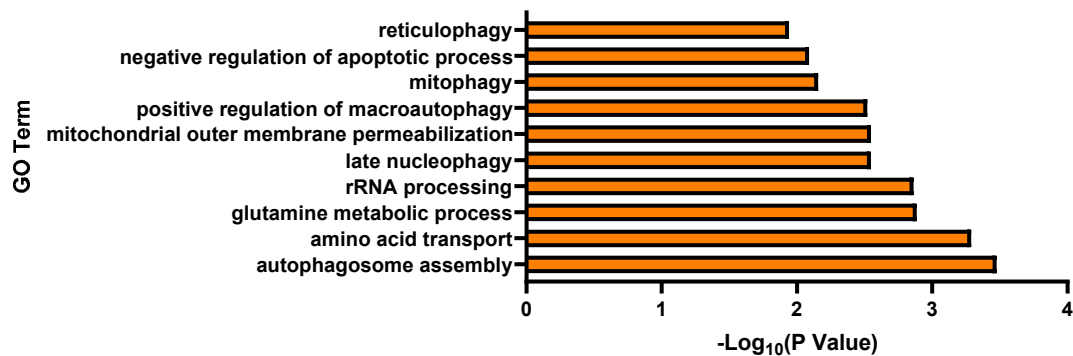 GO Term
reticulophagy
negative regulation of apoptotic process
mitophagy
positive regulation of macroautophagy
mitochondrial outer membrane permeabilization
late nucleophagy
rRNA processing
glutamine metabolic process
amino acid transport
autophagosome assembly
0 1 2 3 4
-Log₁₀(P Value)